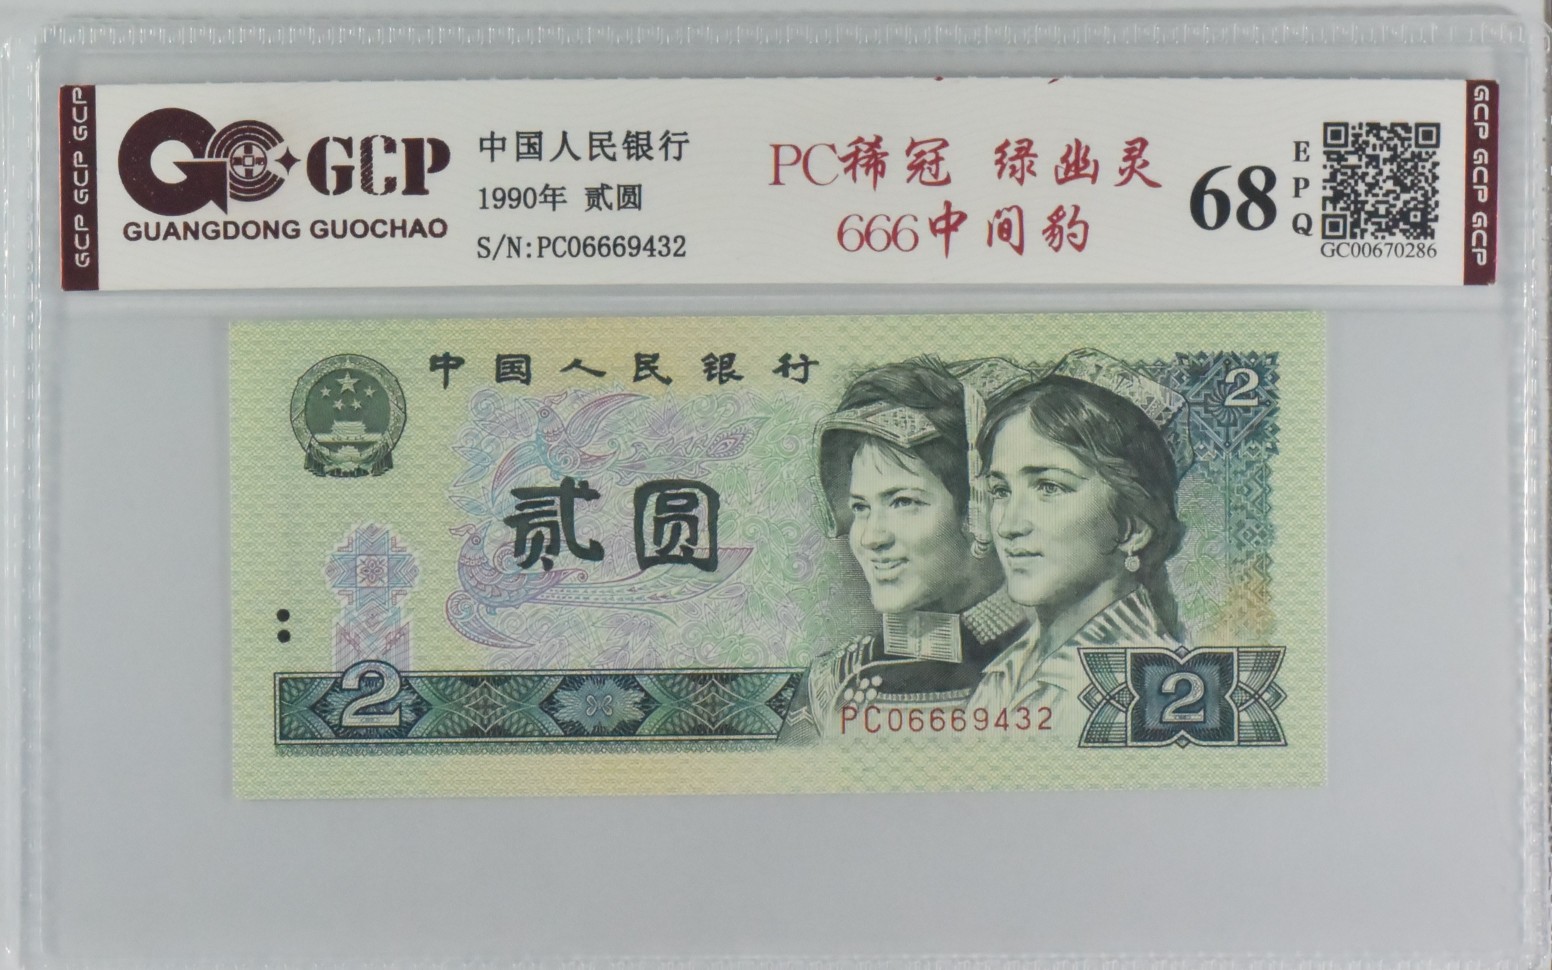 GCP GCP GCP
GCP
GUANGDONG GUOCHAO
中国人民银行
1990年 贰圆
S/N:PC06669432
PC稀冠 绿幽灵
666中间豹
68
EPQ
GC00670286
GCP GCP GCP
中国人民银行
2
贰圆
2
PC06669432
2